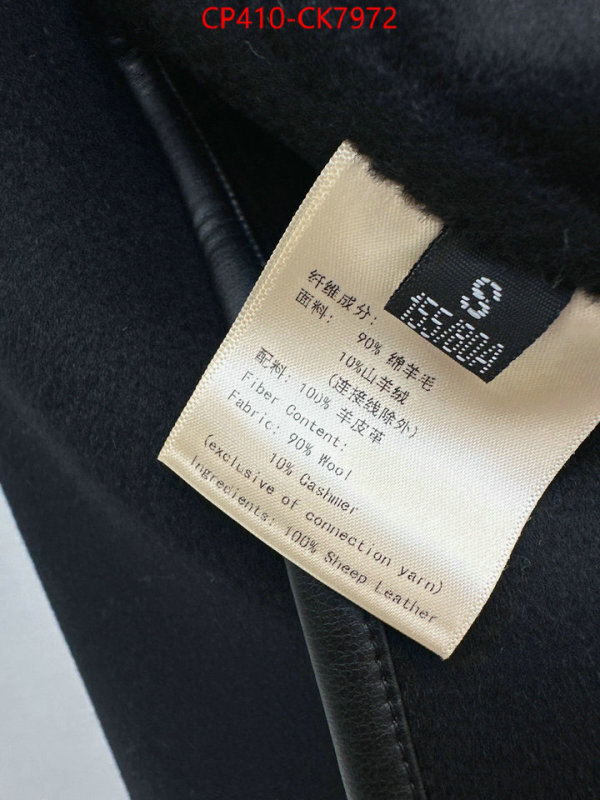 CP410-CK7972
S
155/80A
纤维成分：
面料：
90% 绵羊毛
10%山羊绒
(连接线除外)
配料：100% 羊皮革
Fiber Content:
Fabric: 90% Wool
10% Cashmer
(exclusive of connection yarn)
Ingredients: 100% Sheep Leather